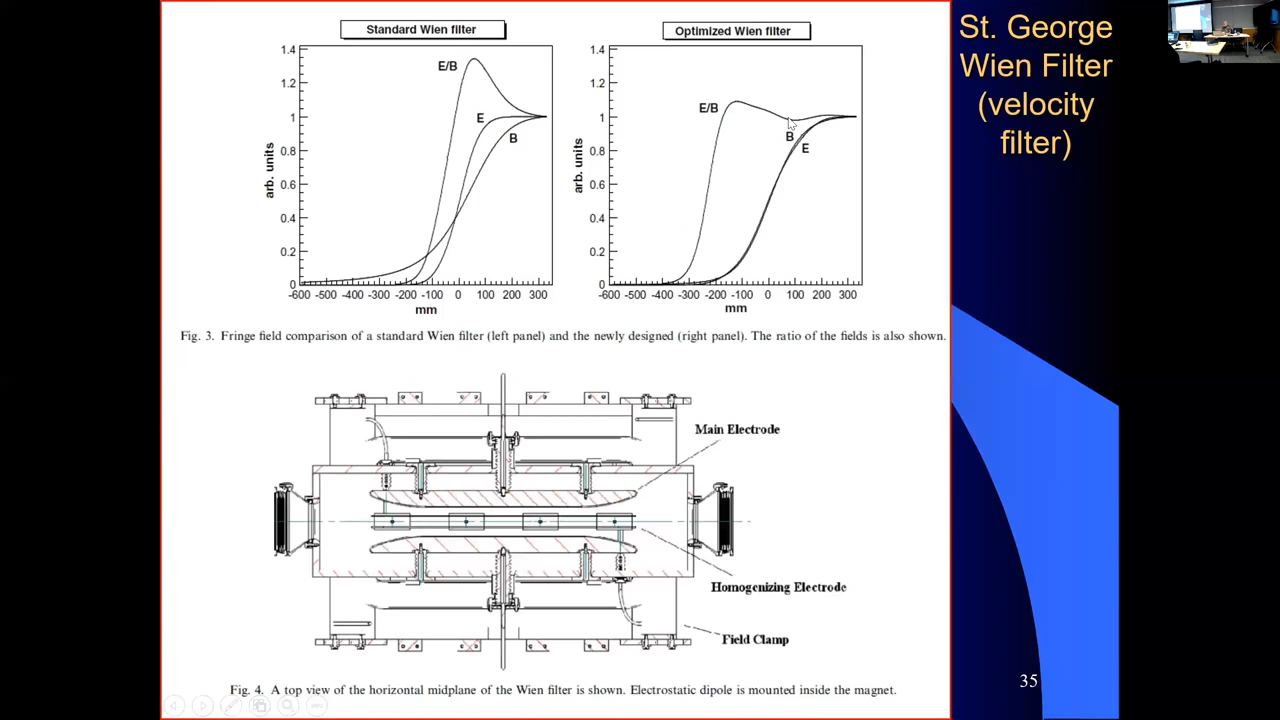 St. George
Wien Filter
(velocity
filter)
Standard Wien filter
1.4
1.2
1
0.8
0.6
0.4
0.2
0
arb. units
E/B
E
B
-600 -500 -400 -300 -200 -100 0 100 200 300
mm
Optimized Wien filter
1.4
1.2
1
0.8
0.6
0.4
0.2
0
arb. units
E/B
B
E
-600 -500 -400 -300 -200 -100 0 100 200 300
mm
Fig. 3. Fringe field comparison of a standard Wien filter (left panel) and the newly designed (right panel). The ratio of the fields is also shown.
Main Electrode
Homogenizing Electrode
Field Clamp
Fig. 4. A top view of the horizontal midplane of the Wien filter is shown. Electrostatic dipole is mounted inside the magnet.
35